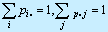 ∑_i p_{i•} = 1, ∑_j p_{•j} = 1